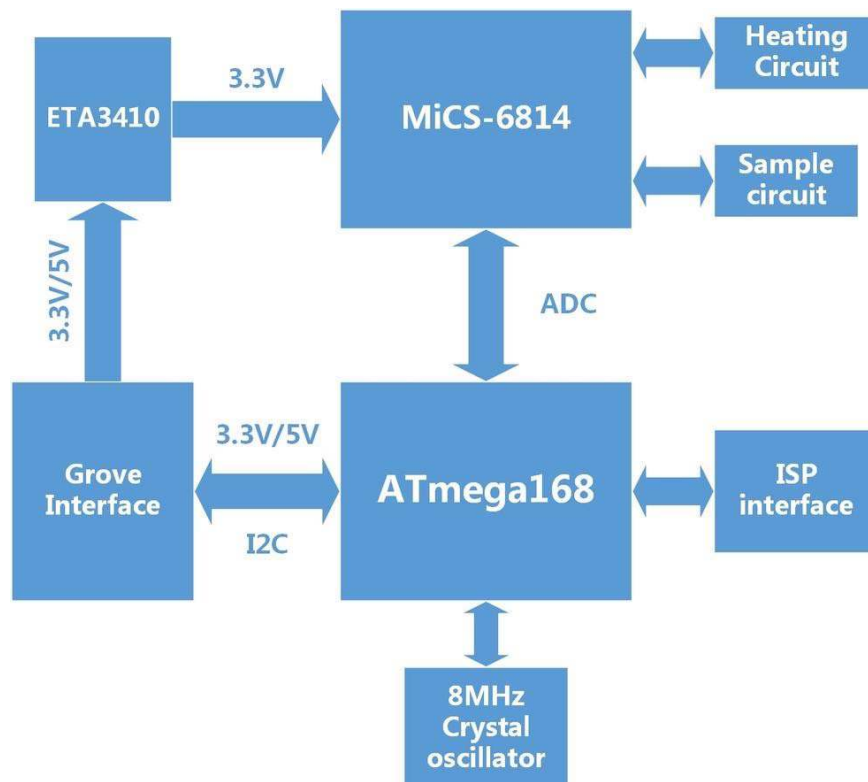 Heating
Circuit
3.3V
ETA3410
MiCS-6814
Sample
circuit
3.3V/5V
ADC
3.3V/5V
Grove
Interface
ATmega168
ISP
interface
I2C
8MHz
Crystal
oscillator